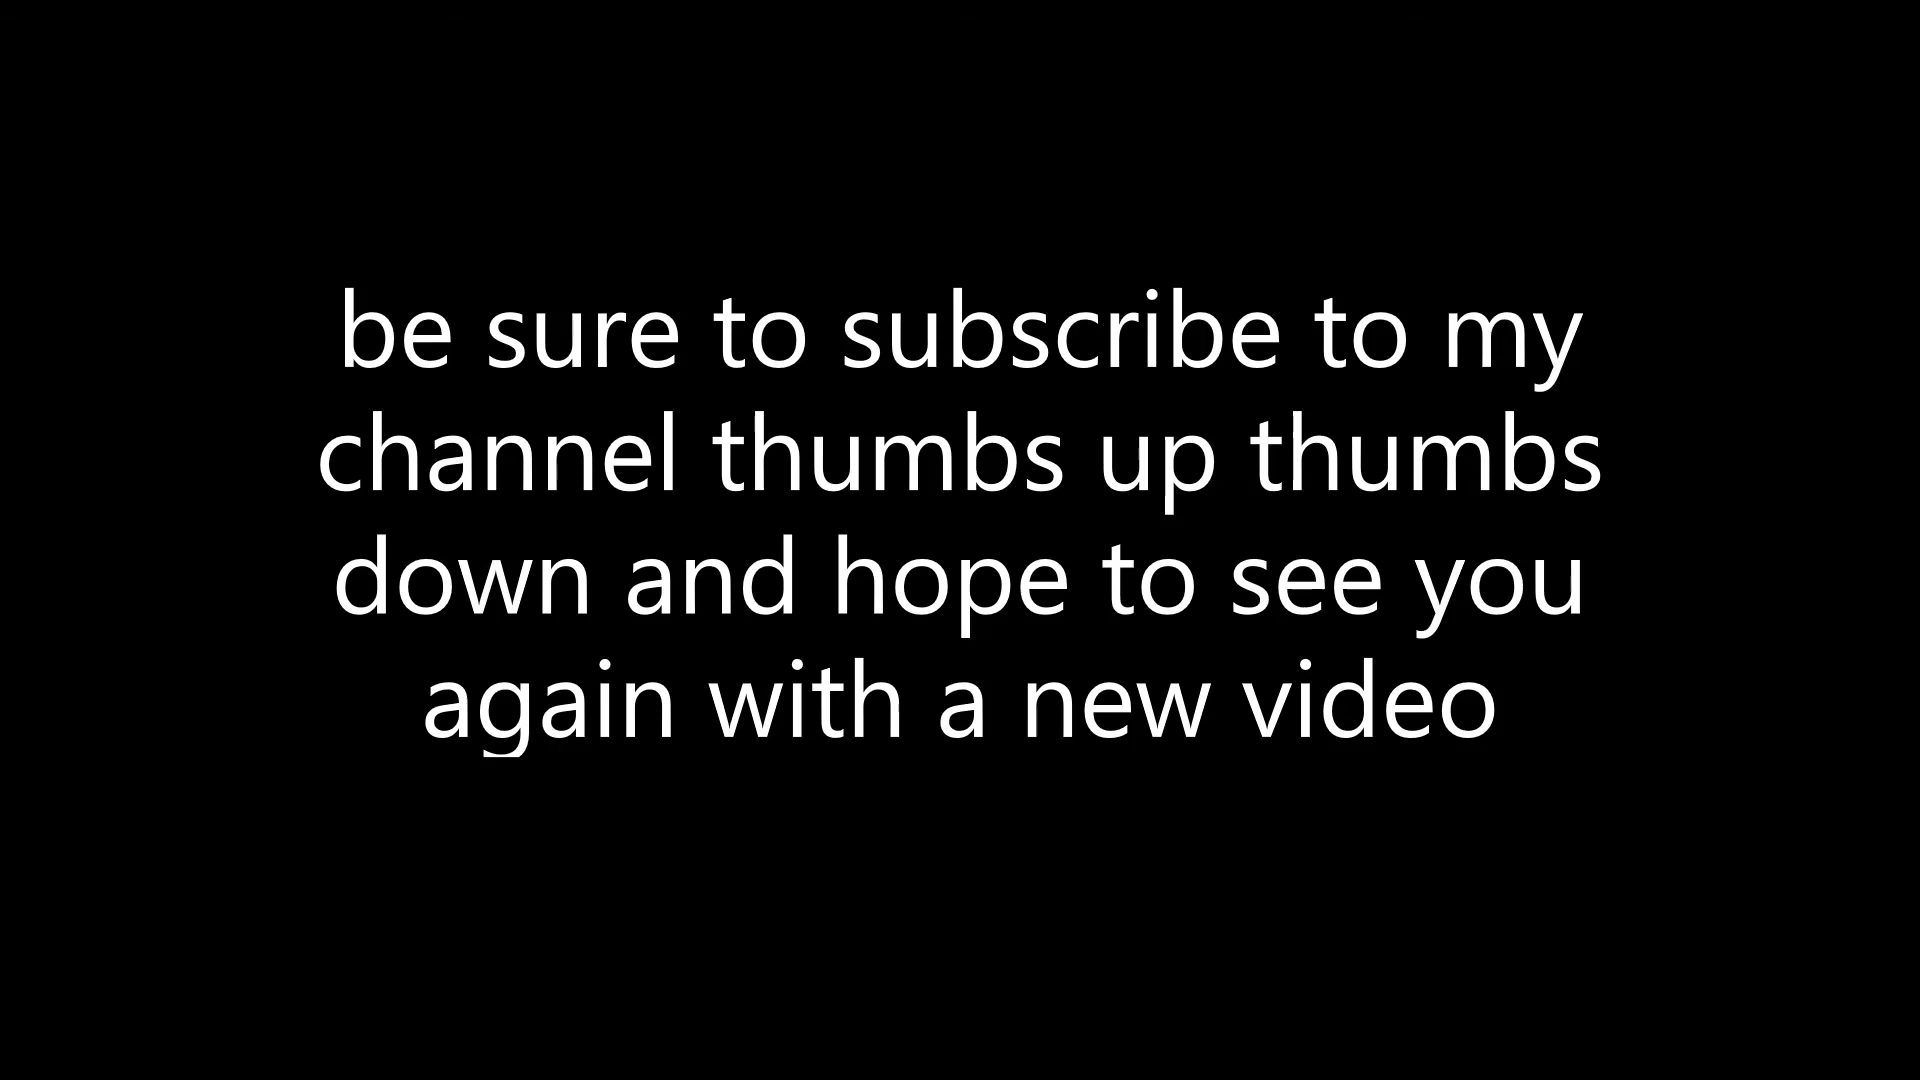 be sure to subscribe to my
channel thumbs up thumbs
down and hope to see you
again with a new video